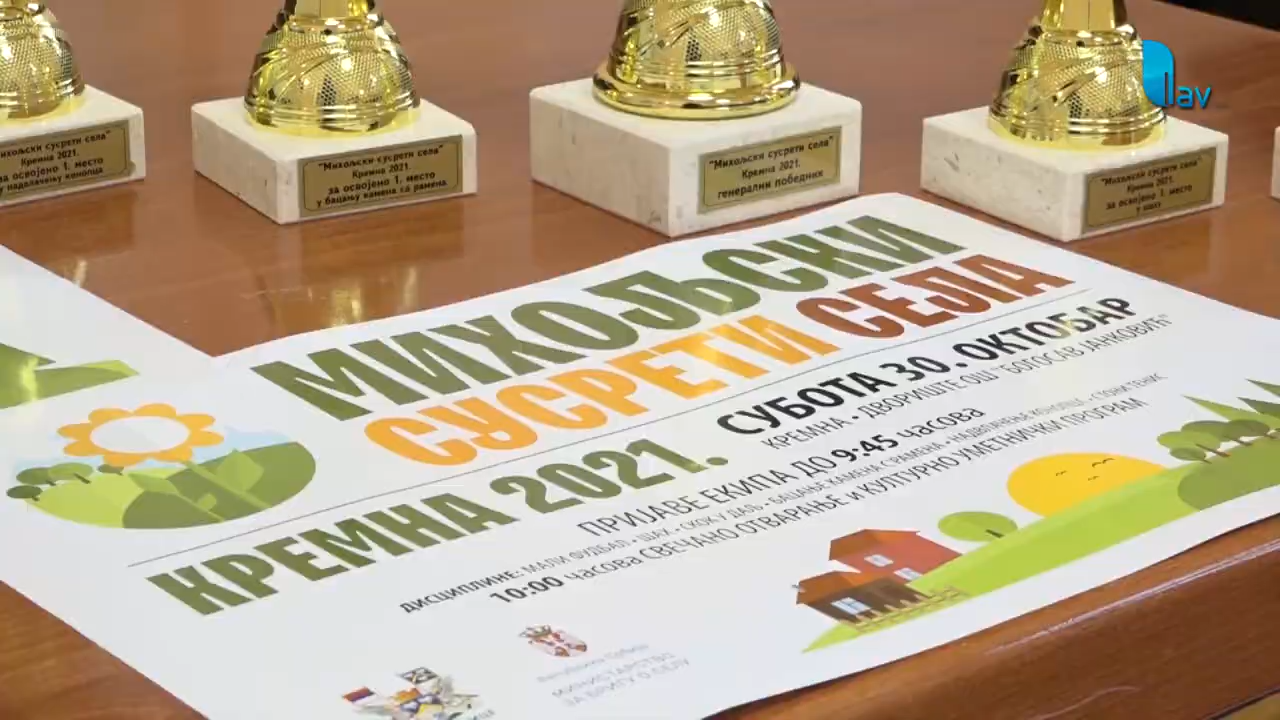 "Михољски сусрети села"
Кремна 2021.
за освојено 1. место
у надвлачењу конопца
"Михољски сусрети села"
Кремна 2021.
за освојено 1. место
у бацању камена са рамена
"Михољски сусрети села"
Кремна 2021.
генерални победник
"Михољски сусрети села"
Кремна 2021.
за освојено 1. место
у шаху
lav
МИХОЉСКИ
СУСРЕТИ СЕЛА
КРЕМНА 2021.
СУБОТА 30. ОКТОБАР
КРЕМНА • ДВОРИШТЕ ОШ "БОГОСАВ ЈАНКОВИЋ"
ПРИЈАВЕ ЕКИПА ДО 9:45 часова
ДИСЦИПЛИНЕ: МАЛИ ФУДБАЛ • ШАХ • СКОК У ДАЉ • БАЦАЊЕ КАМЕНА С РАМЕНА • НАДВЛАЧЕЊЕ КОНОПЦА • СТОНИ ТЕНИС
10:00 часова СВЕЧАНО ОТВАРАЊЕ И КУЛТУРНО УМЕТНИЧКИ ПРОГРАМ
МИНИСТАРСТВО
ЗА БРИГУ О СЕЛУ